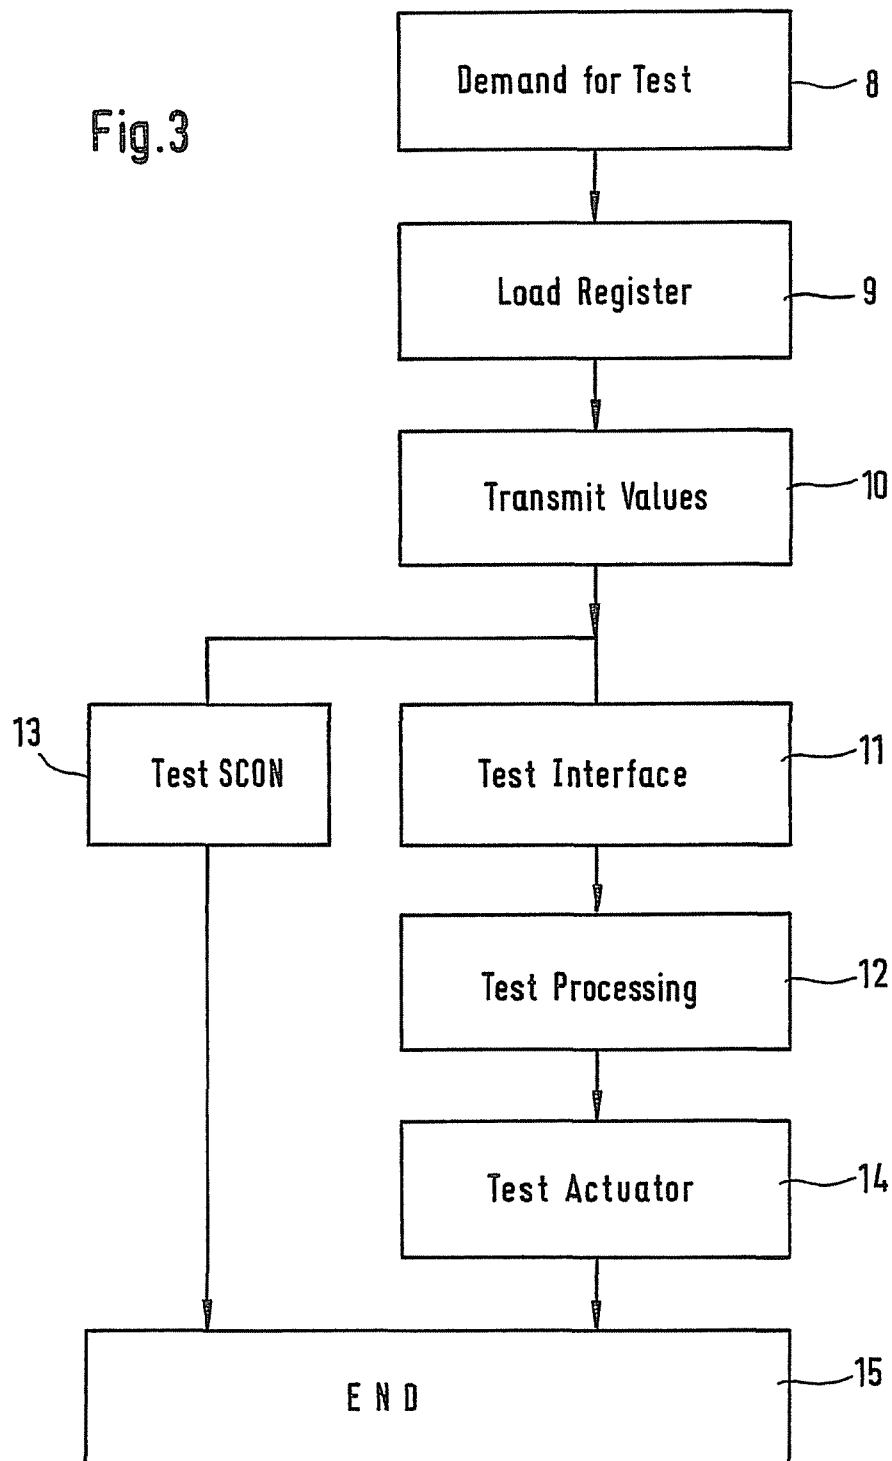 Fig.3
Demand for Test
8
Load Register
9
Transmit Values
10
13
Test SCON
Test Interface
11
Test Processing
12
Test Actuator
14
E N D
15